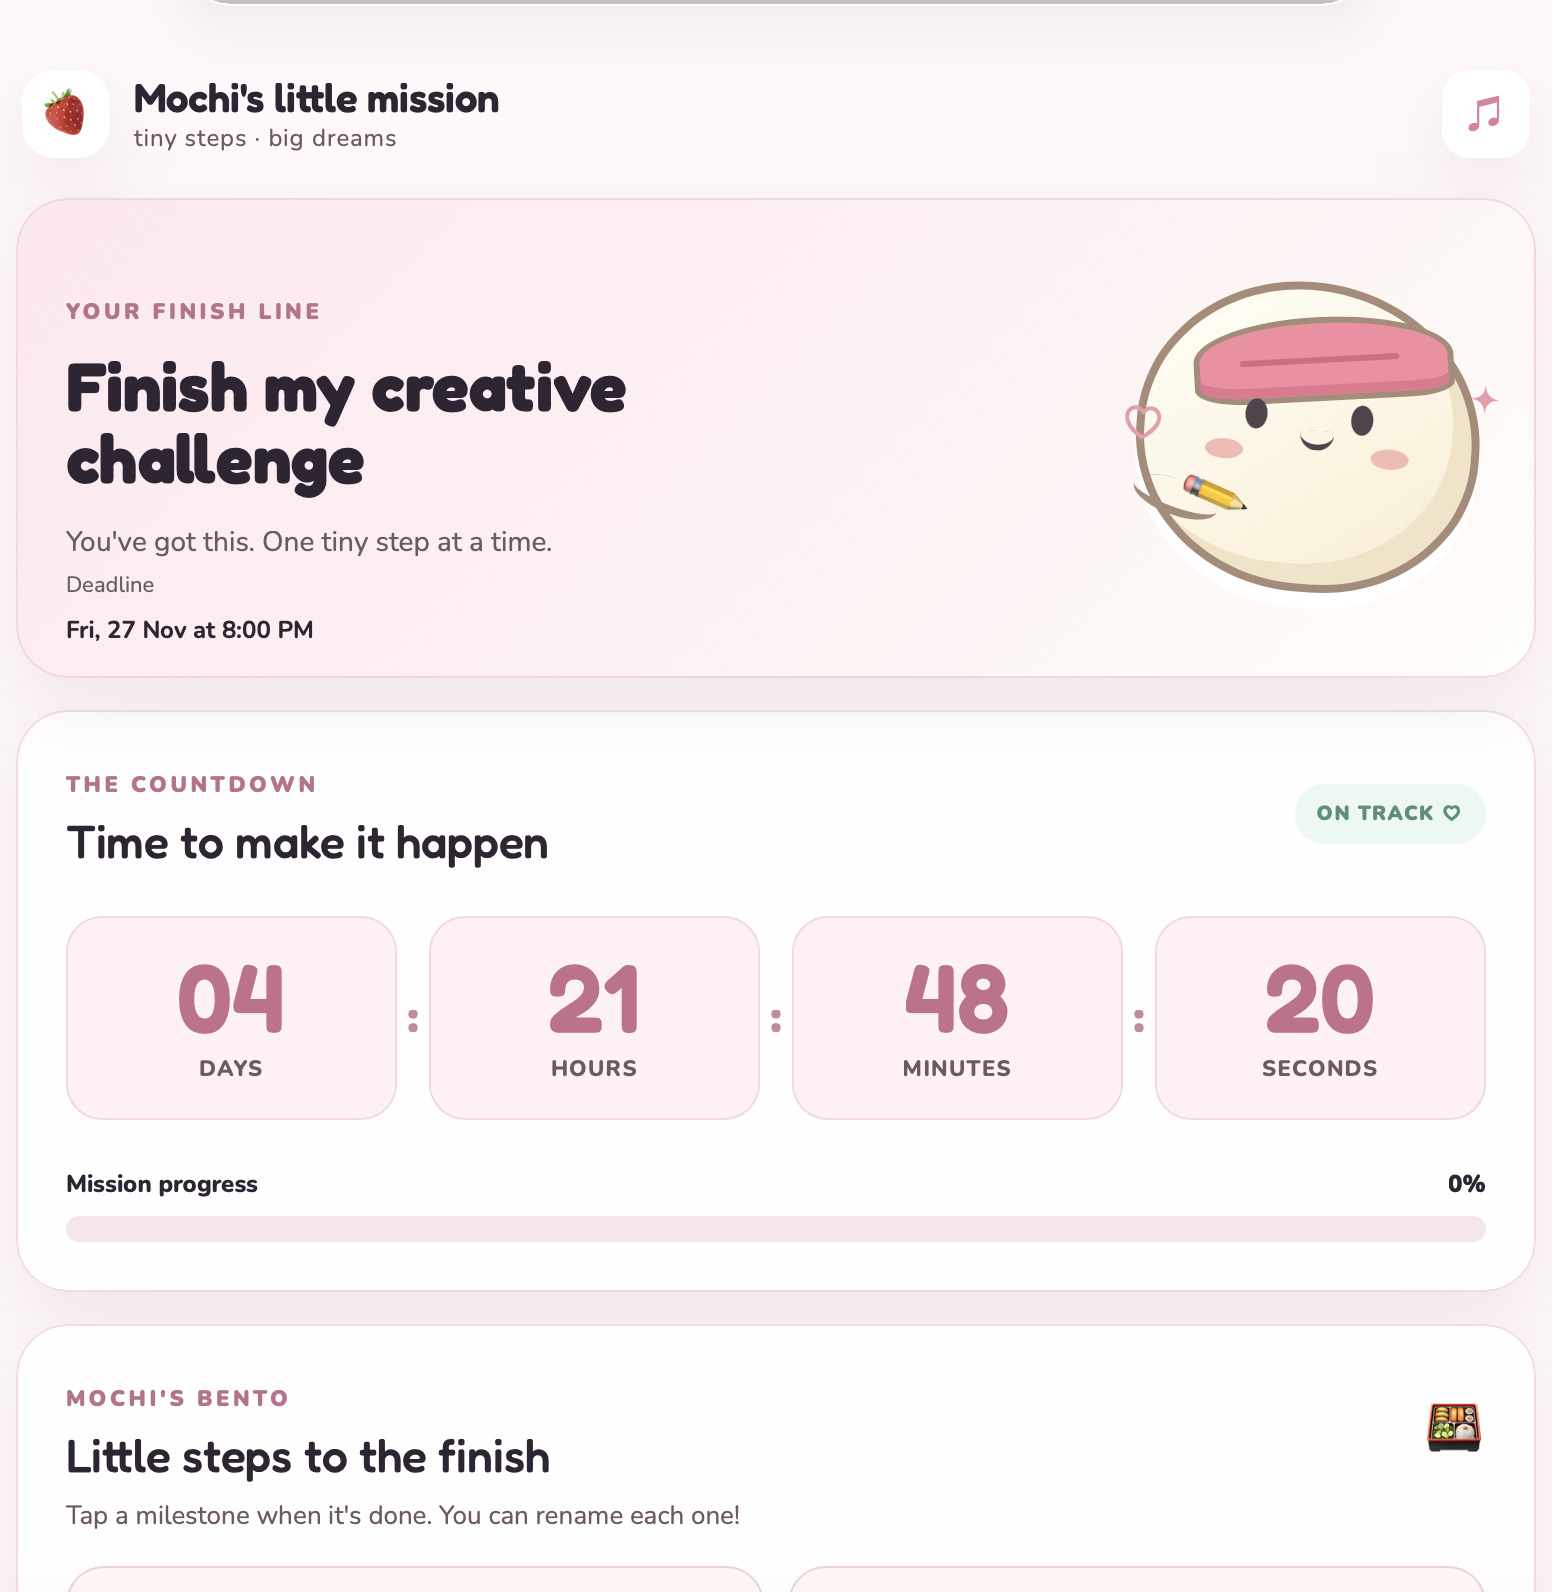 Mochi's little mission
tiny steps · big dreams
YOUR FINISH LINE
Finish my creative
challenge
You've got this. One tiny step at a time.
Deadline
Fri, 27 Nov at 8:00 PM
THE COUNTDOWN
Time to make it happen
ON TRACK ♡
04 : 21 : 48 : 20
DAYS HOURS MINUTES SECONDS
Mission progress 0%
MOCHI'S BENTO
Little steps to the finish
Tap a milestone when it's done. You can rename each one!